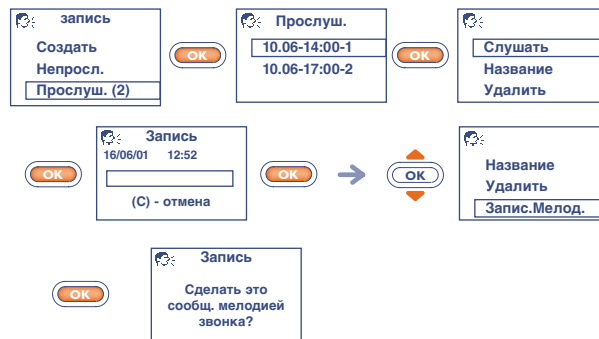 запись
Создать
Непросл.
Прослуш. (2)
OK
Прослуш.
10.06-14:00-1
10.06-17:00-2
OK
Слушать
Название
Удалить
OK
Запись
16/06/01 12:52
(C) - отмена
OK
OK
Название
Удалить
Запис.Мелод.
OK
Запись
Сделать это
сообщ. мелодией
звонка?